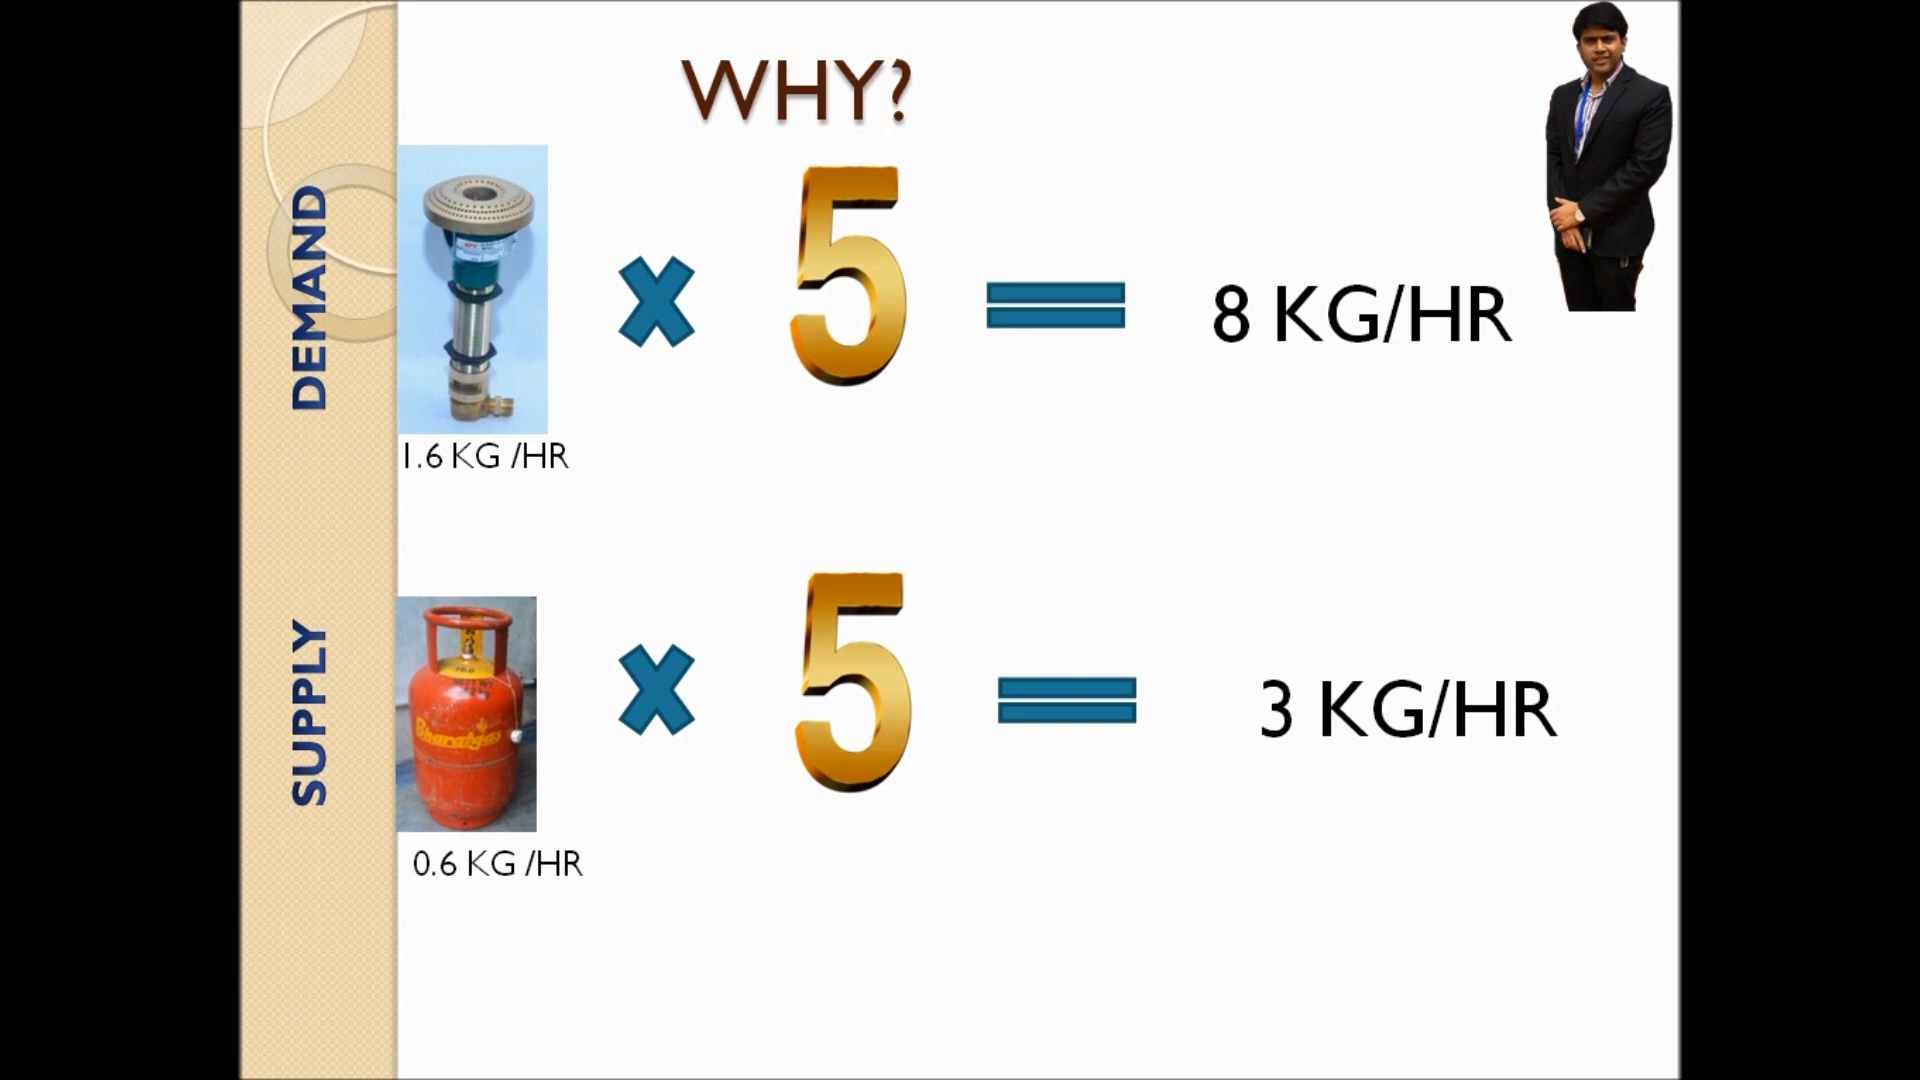 WHY?
DEMAND
5
8 KG/HR
1.6 KG /HR
SUPPLY
Bharatgas
5
3 KG/HR
0.6 KG /HR